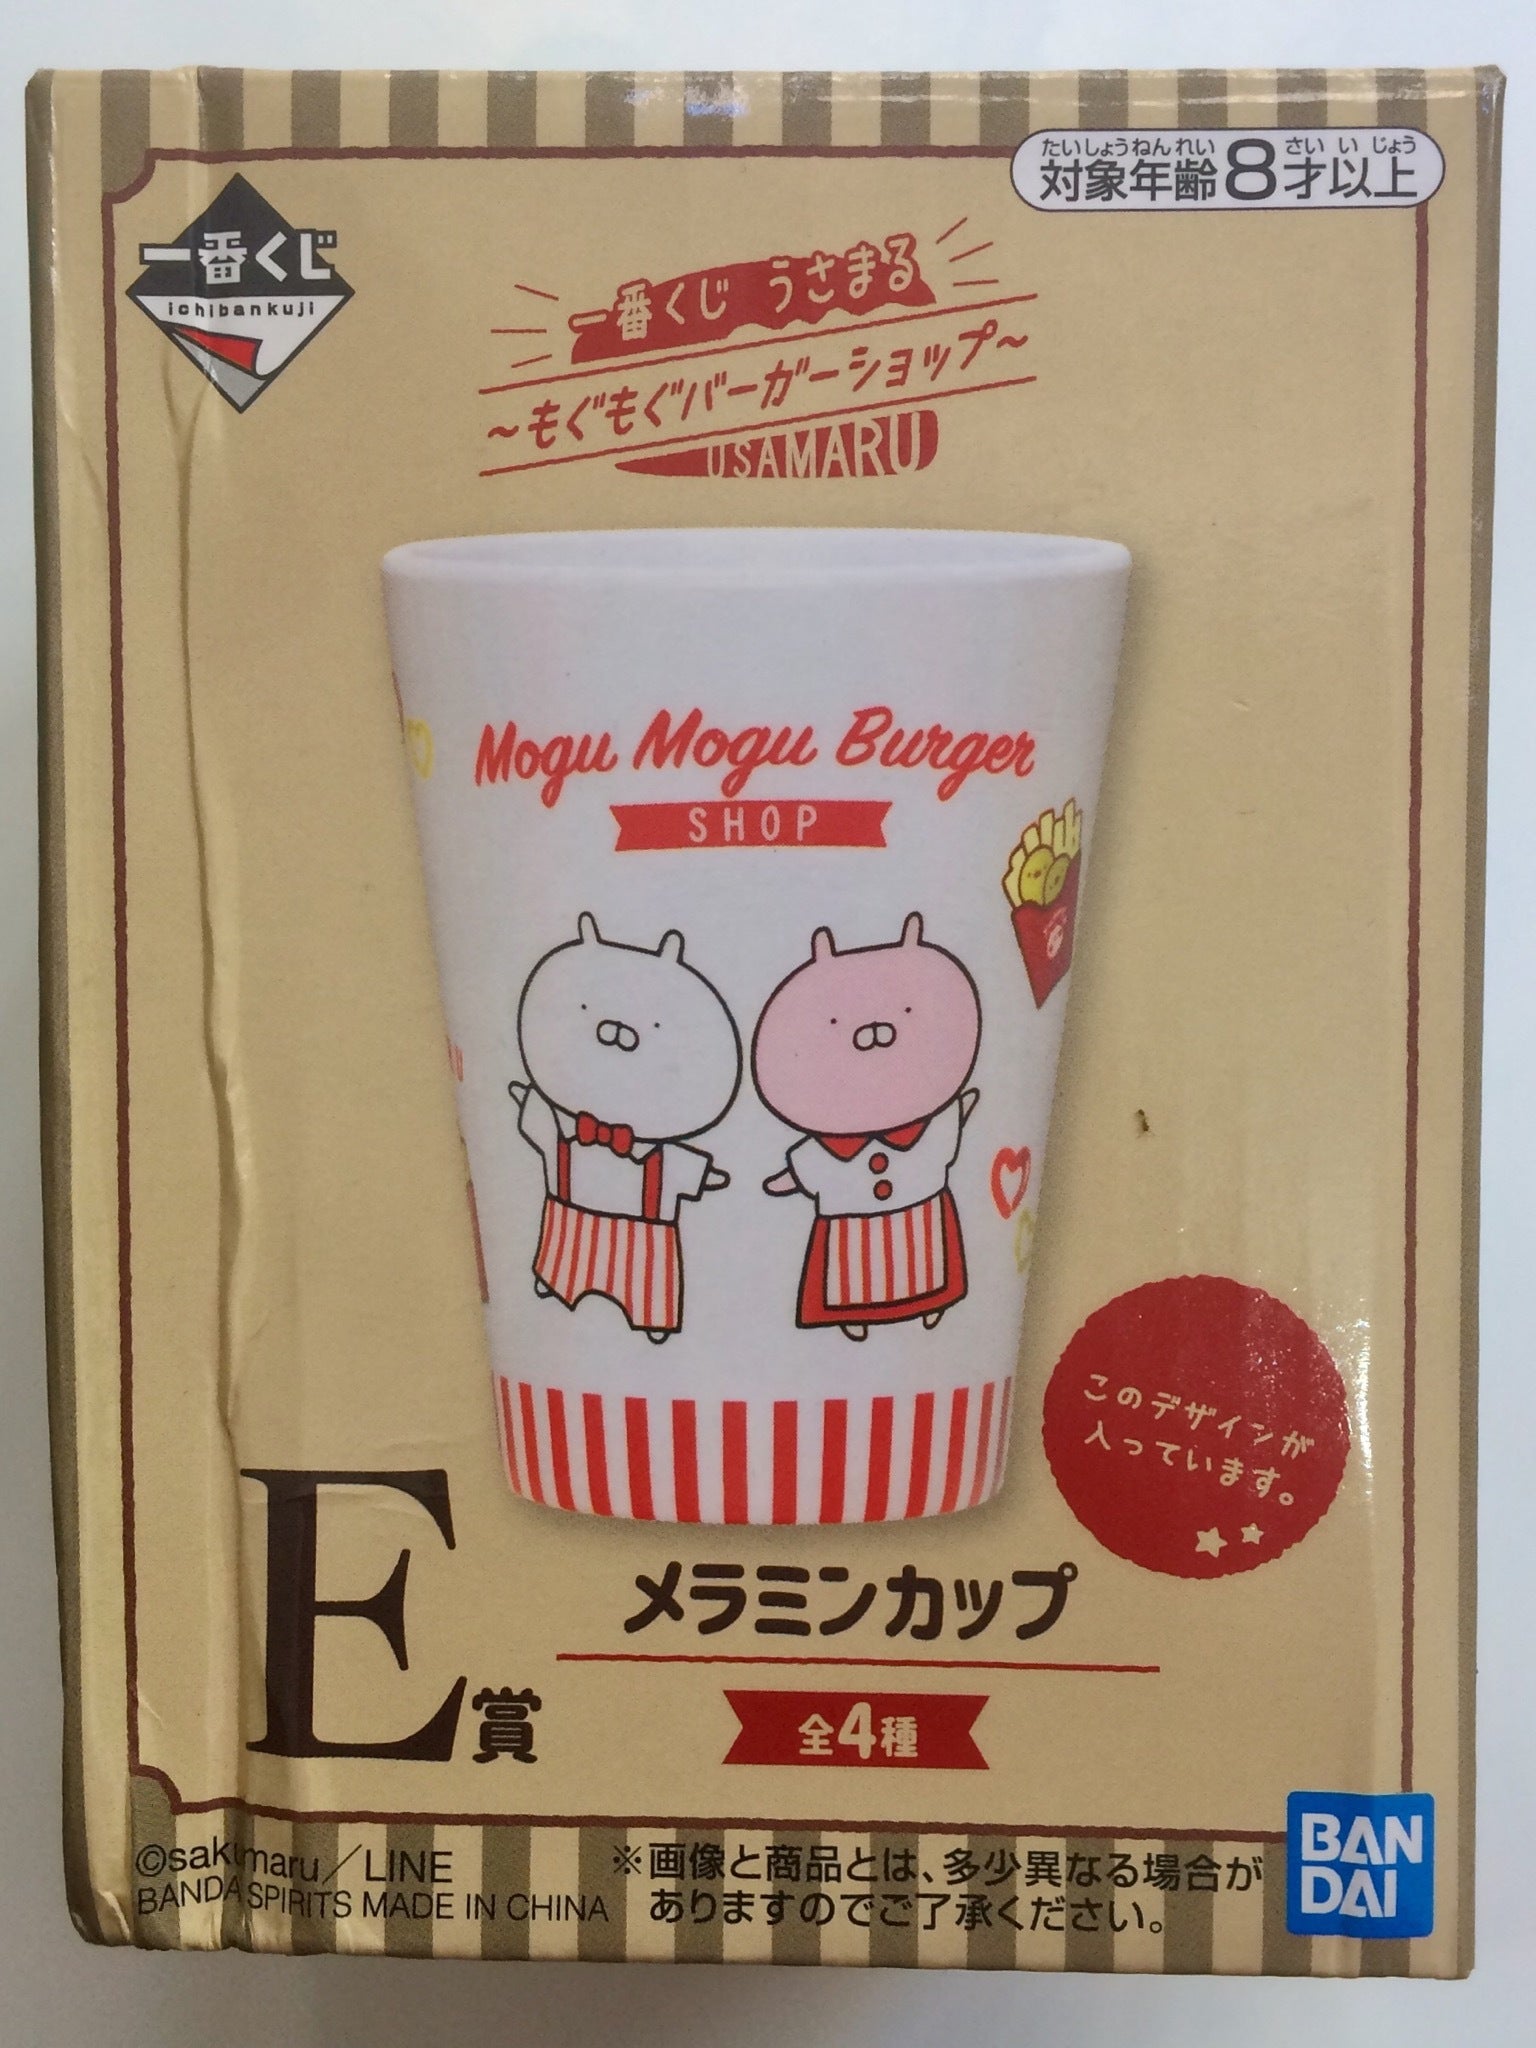 たいしょうねんれい さい い じょう
対象年齢8才以上
一番くじ
ichibankuji
一番くじ うさまる
～もぐもぐバーガーショップ～
USAMARU
Mogu Mogu Burger
SHOP
このデザインが
入っています。
E賞
メラミンカップ
全4種
©sakumaru／LINE
BANDAI SPIRITS MADE IN CHINA
※画像と商品とは、多少異なる場合が
ありますのでご了承ください。
BAN
DAI